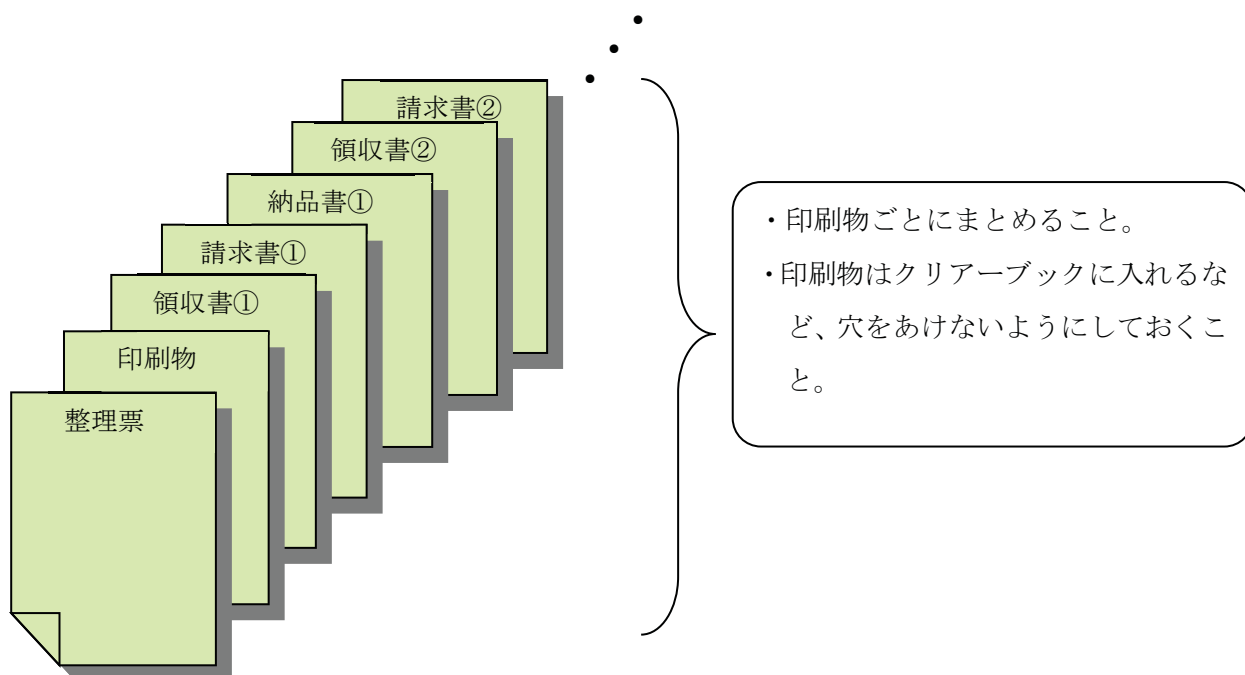 請求書②
領収書②
納品書①
請求書①
領収書①
印刷物
整理票
・印刷物ごとにまとめること。
・印刷物はクリアーブックに入れるな
ど、穴をあけないようにしておくこ
と。